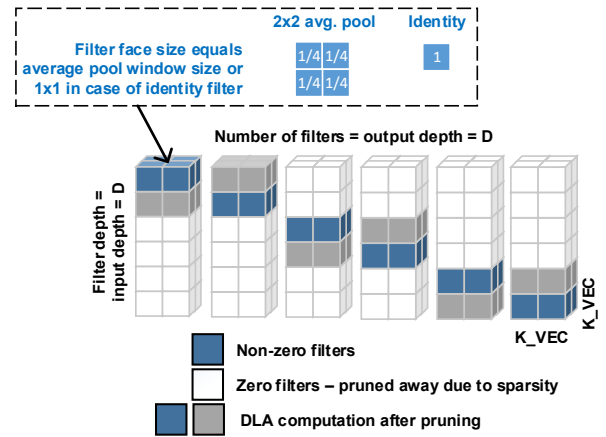 2x2 avg. pool
Identity
Filter face size equals
average pool window size or
1x1 in case of identity filter
1/4 1/4
1/4 1/4
1
Number of filters = output depth = D
Filter depth =
input depth = D
K_VEC
K_VEC
Non-zero filters
Zero filters – pruned away due to sparsity
DLA computation after pruning